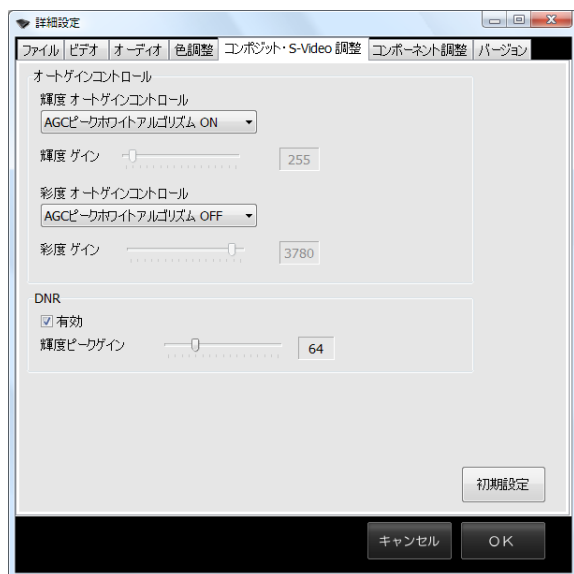 詳細設定
ファイル ビデオ オーディオ 色調整 コンポジット・S-Video 調整 コンポーネント調整 バージョン
オートゲインコントロール
輝度 オートゲインコントロール
AGCピークホワイトアルゴリズム ON
輝度 ゲイン 255
彩度 オートゲインコントロール
AGCピークホワイトアルゴリズム OFF
彩度 ゲイン 3780
DNR
有効
輝度ピークゲイン 64
初期設定
キャンセル OK